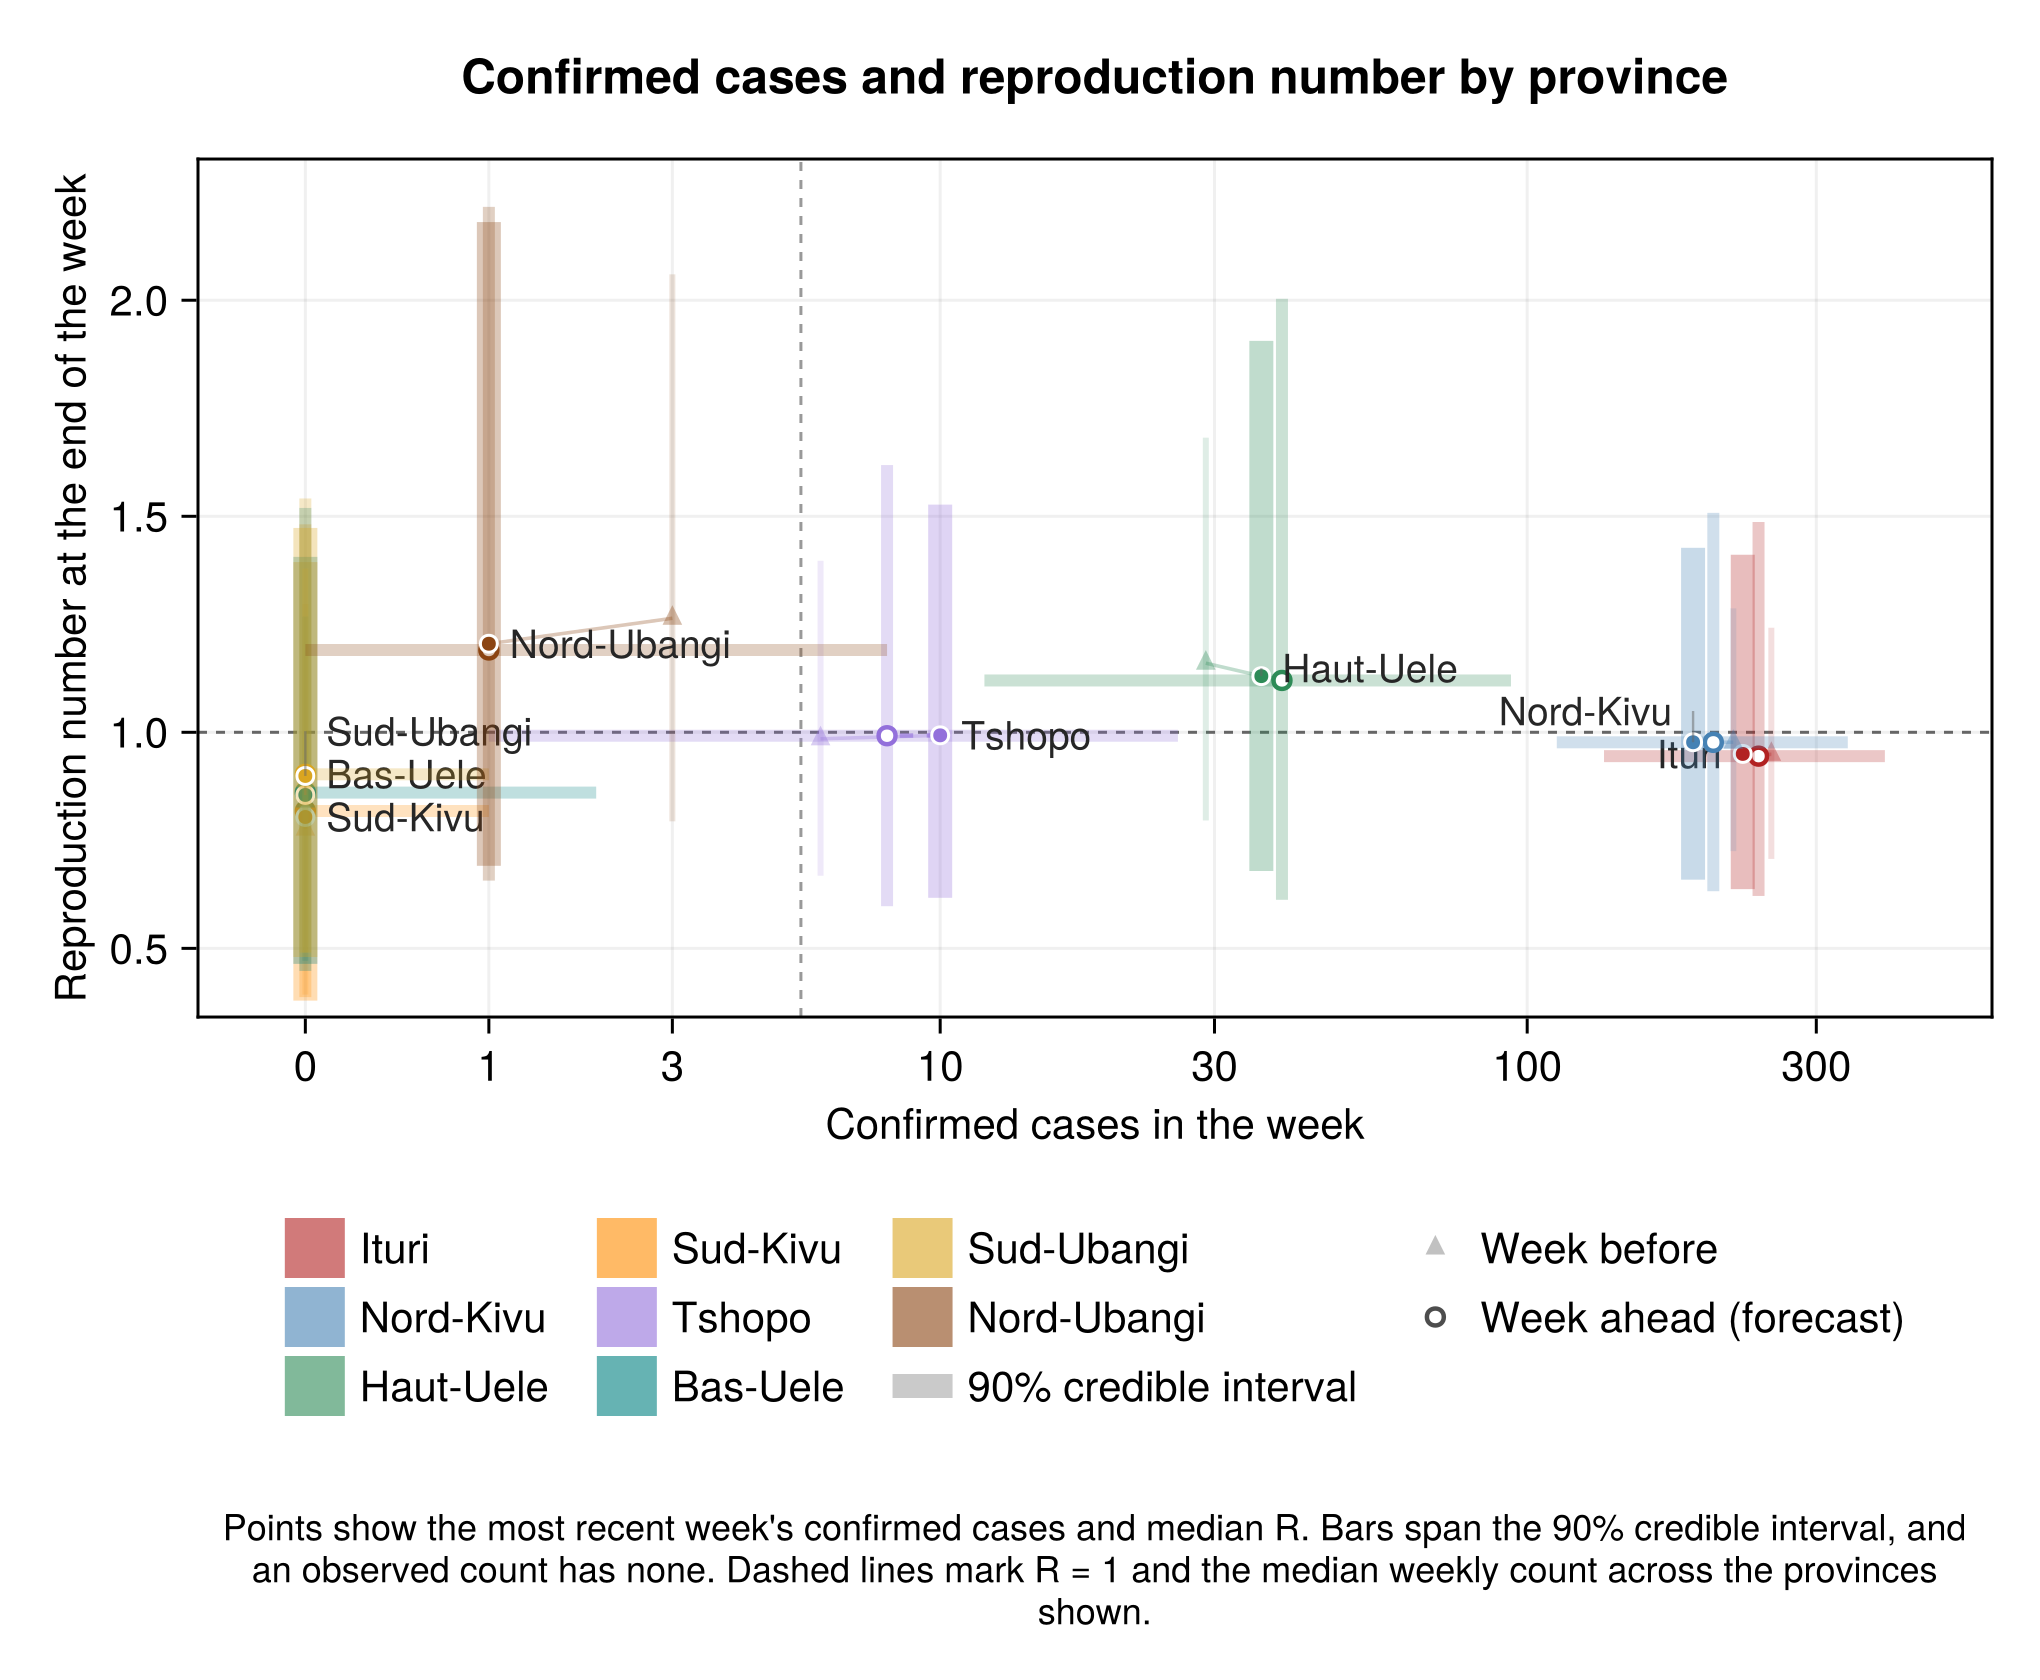 Confirmed cases and reproduction number by province
Reproduction number at the end of the week
2.0
1.5
1.0
0.5
Nord-Ubangi
Haut-Uele
Nord-Kivu
Sud-Ubangi
Tshopo
Ituri
Bas-Uele
Sud-Kivu
0 1 3 10 30 100 300
Confirmed cases in the week
Ituri Sud-Kivu Sud-Ubangi Week before
Nord-Kivu Tshopo Nord-Ubangi Week ahead (forecast)
Haut-Uele Bas-Uele 90% credible interval
Points show the most recent week's confirmed cases and median R. Bars span the 90% credible interval, and
an observed count has none. Dashed lines mark R = 1 and the median weekly count across the provinces
shown.